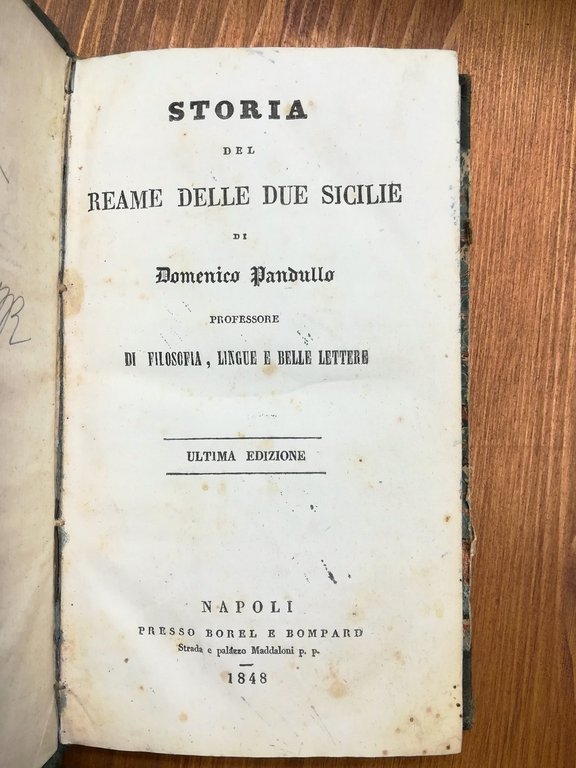 STORIA
DEL
REAME DELLE DUE SICILIE
DI
Domenico Pandullo
PROFESSORE
DI FILOSOFIA, LINGUE E BELLE LETTERE
ULTIMA EDIZIONE
NAPOLI
PRESSO BOREL E BOMPARD
Strada e palazzo Maddaloni p. p.
1848